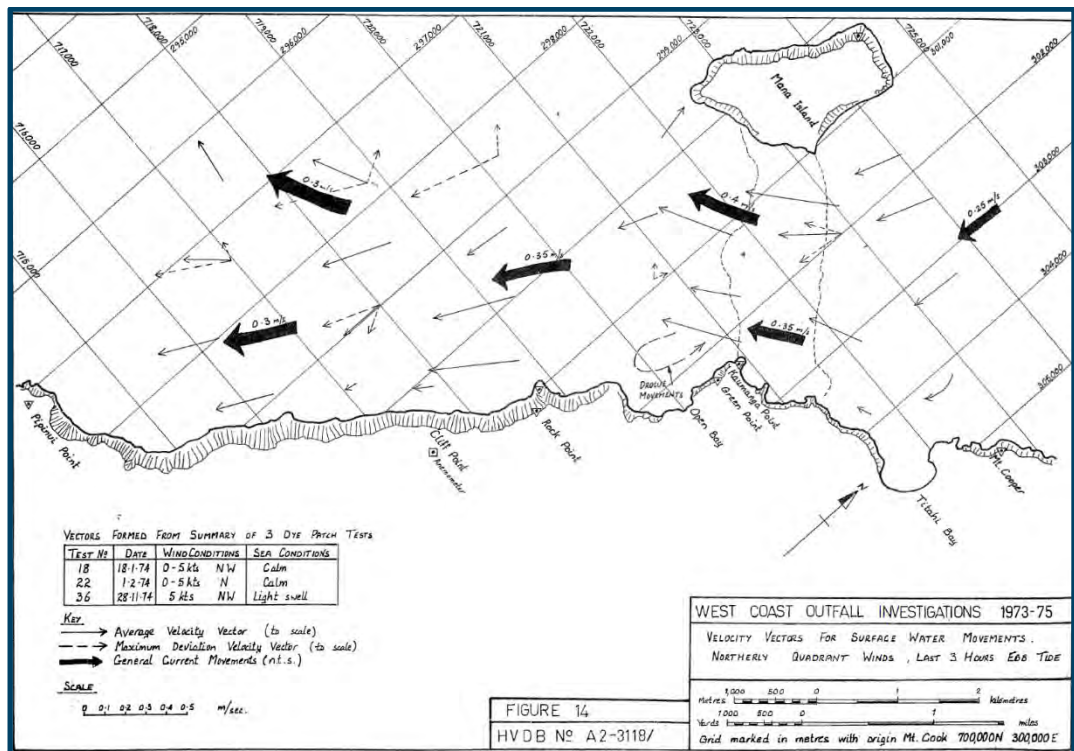 717,000
718,000
295,000
719,000
296,000
720,000
297,000
721,000
298,000
722,000
299,000
723,000
725,000
301,000
302,000
716,000
715,000
303,000
304,000
305,000
Mana Island
0·3 m/s
0·4 m/s
0·25 m/s
0·35 m/s
0·3 m/s
0·35 m/s
DROGUE
MOVEMENTS
Pipinui Point
Cliff Point
Anemometer
Rock Point
Open Bay
Green Point
Kaumanga Point
Titahi Bay
Mt. Cooper
N
VECTORS FORMED FROM SUMMARY OF 3 DYE PATCH TESTS
TEST Nº DATE WIND CONDITIONS SEA CONDITIONS
18 18·1·74 0-5 kts NW Calm
22 1·2·74 0-5 kts N Calm
36 28·11·74 5 kts NW Light swell
KEY
Average Velocity Vector (to scale)
Maximum Deviation Velocity Vector (to scale)
General Current Movements (n.t.s.)
SCALE
0 0·1 0·2 0·3 0·4 0·5 m/sec.
FIGURE 14
HVDB Nº A2-3118/
WEST COAST OUTFALL INVESTIGATIONS 1973-75
VELOCITY VECTORS FOR SURFACE WATER MOVEMENTS.
NORTHERLY QUADRANT WINDS, LAST 3 HOURS EBB TIDE
Metres 1,000 500 0 1 2 kilometres
Yards 1000 500 0 1 miles
Grid marked in metres with origin Mt. Cook 700,000N 300,000E